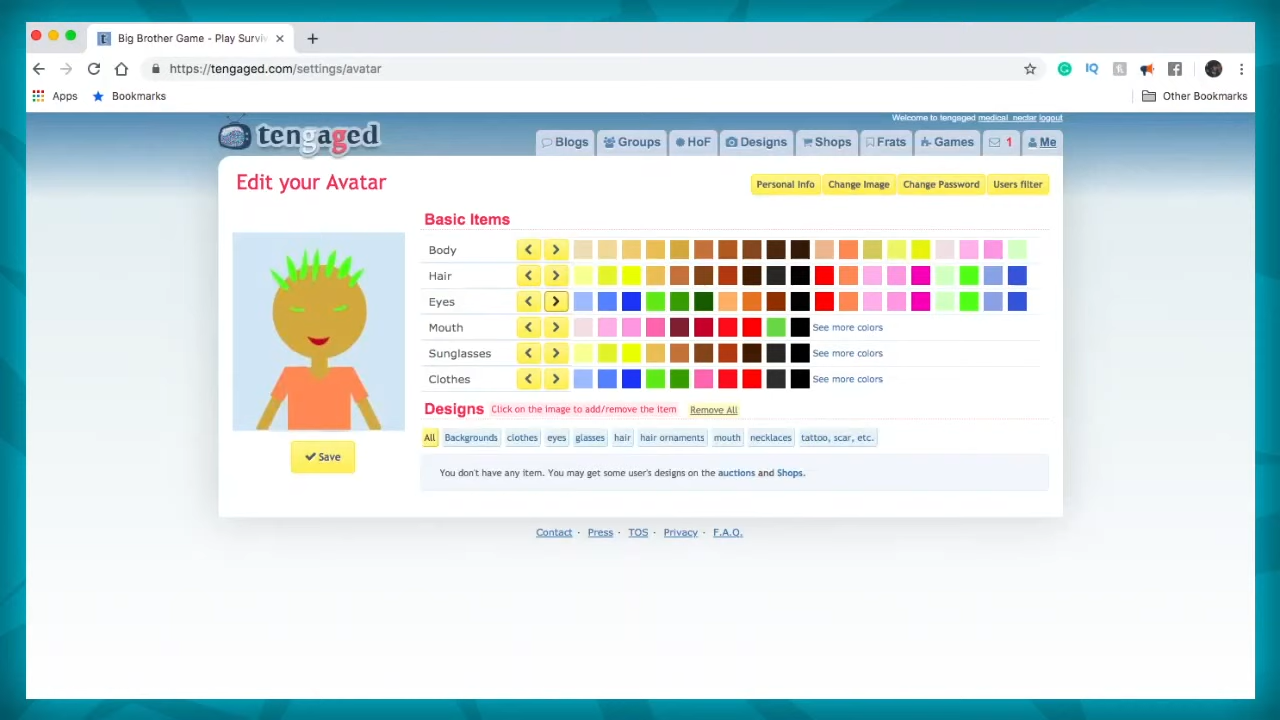 Big Brother Game - Play Surviv
https://tengaged.com/settings/avatar
IQ
Apps
Bookmarks
Other Bookmarks
Welcome to tengaged medical_nectar logout
tengaged
Blogs
Groups
HoF
Designs
Shops
Frats
Games
1
Me
Edit your Avatar
Personal Info
Change Image
Change Password
Users filter
Basic Items
Body
Hair
Eyes
Mouth
See more colors
Sunglasses
See more colors
Clothes
See more colors
Designs
Click on the image to add/remove the item
Remove All
Save
All
Backgrounds
clothes
eyes
glasses
hair
hair ornaments
mouth
necklaces
tattoo, scar, etc.
You don't have any item. You may get some user's designs on the auctions and Shops.
Contact · Press · TOS · Privacy · F.A.Q.